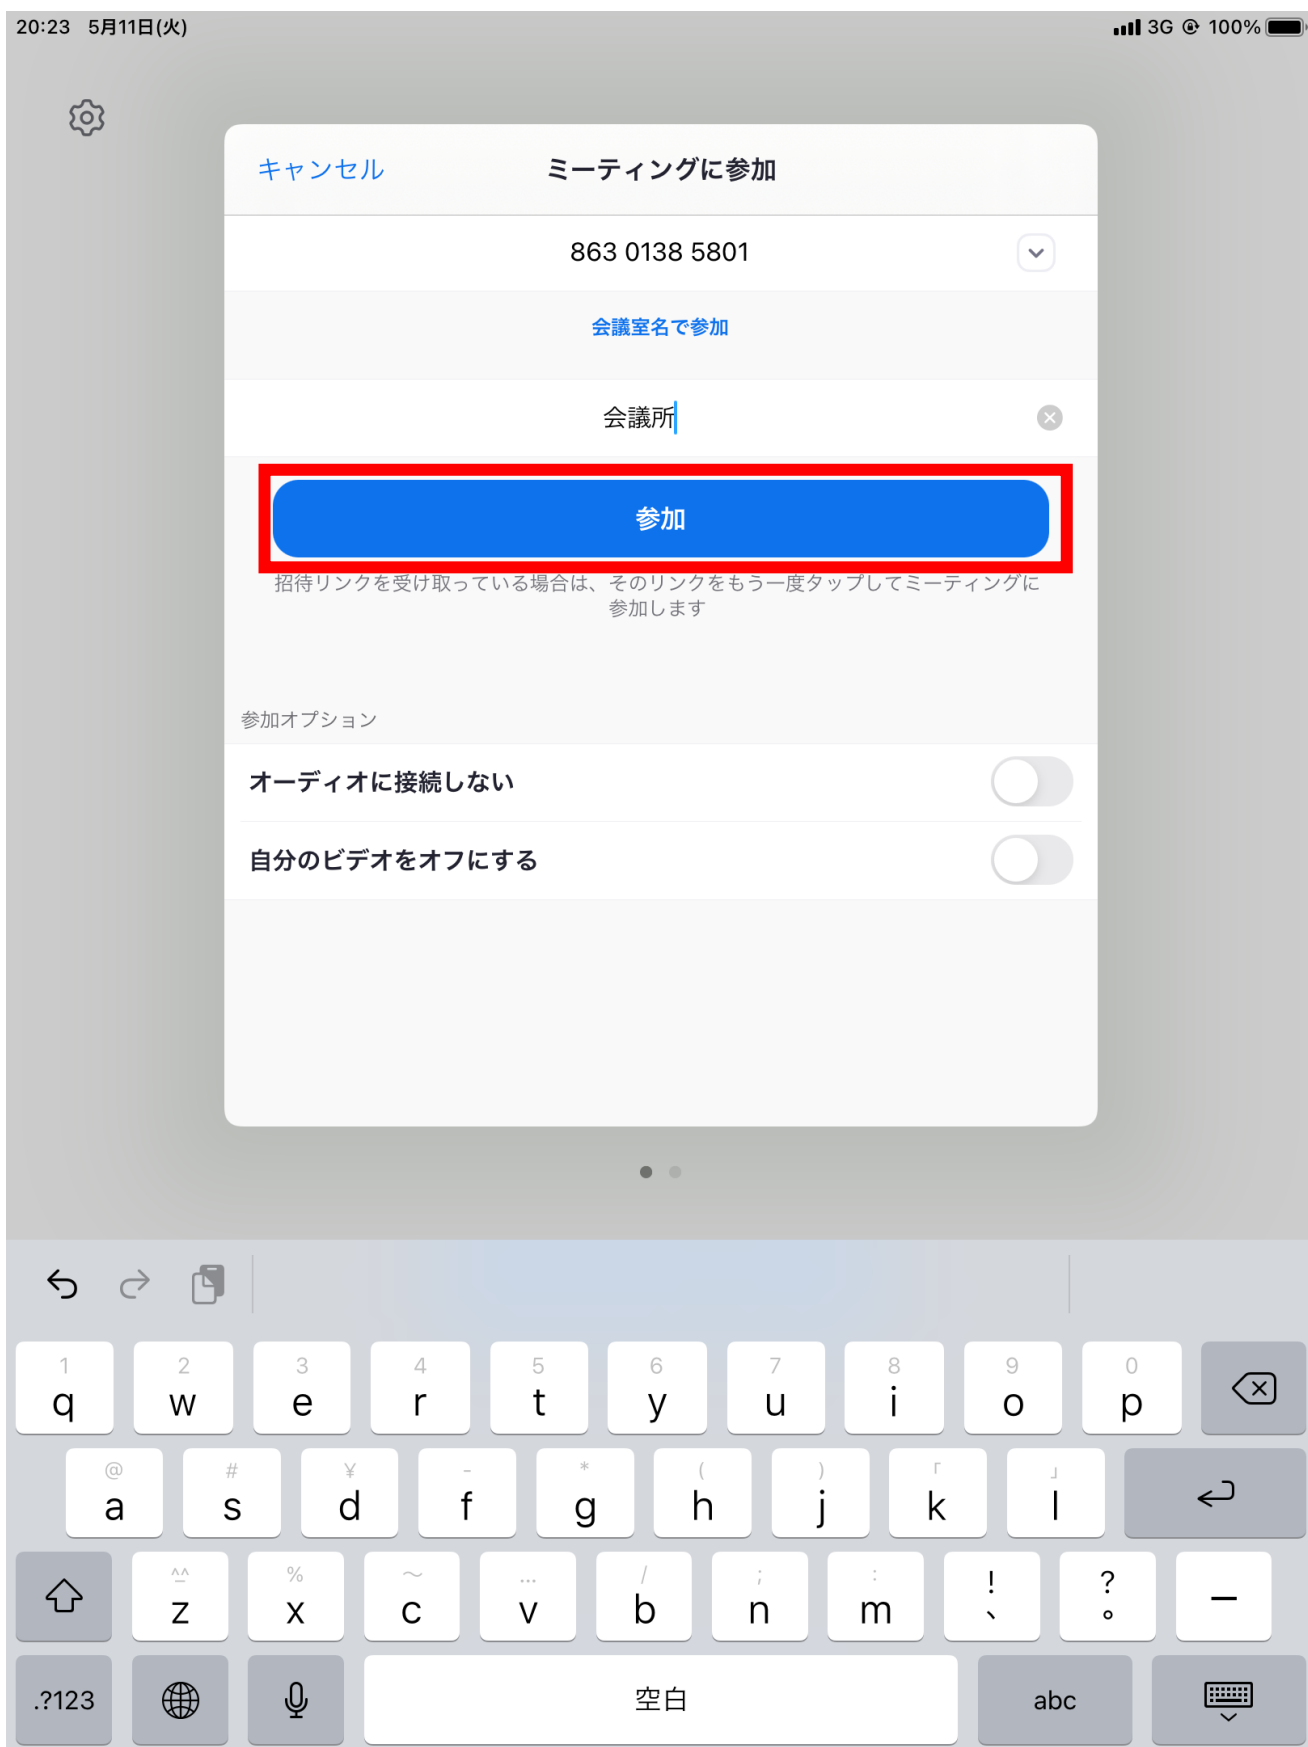 20:23 5月11日(火) 3G 100%
キャンセル ミーティングに参加
863 0138 5801
会議室名で参加
会議所
参加
招待リンクを受け取っている場合は、そのリンクをもう一度タップしてミーティングに
参加します
参加オプション
オーディオに接続しない
自分のビデオをオフにする
1 2 3 4 5 6 7 8 9 0
q w e r t y u i o p
@ # ¥ - * ( ) 「 」
a s d f g h j k l
^^ % 〜 … / ; : ! ?
z x c v b n m 、 。 ー
.?123 空白 abc